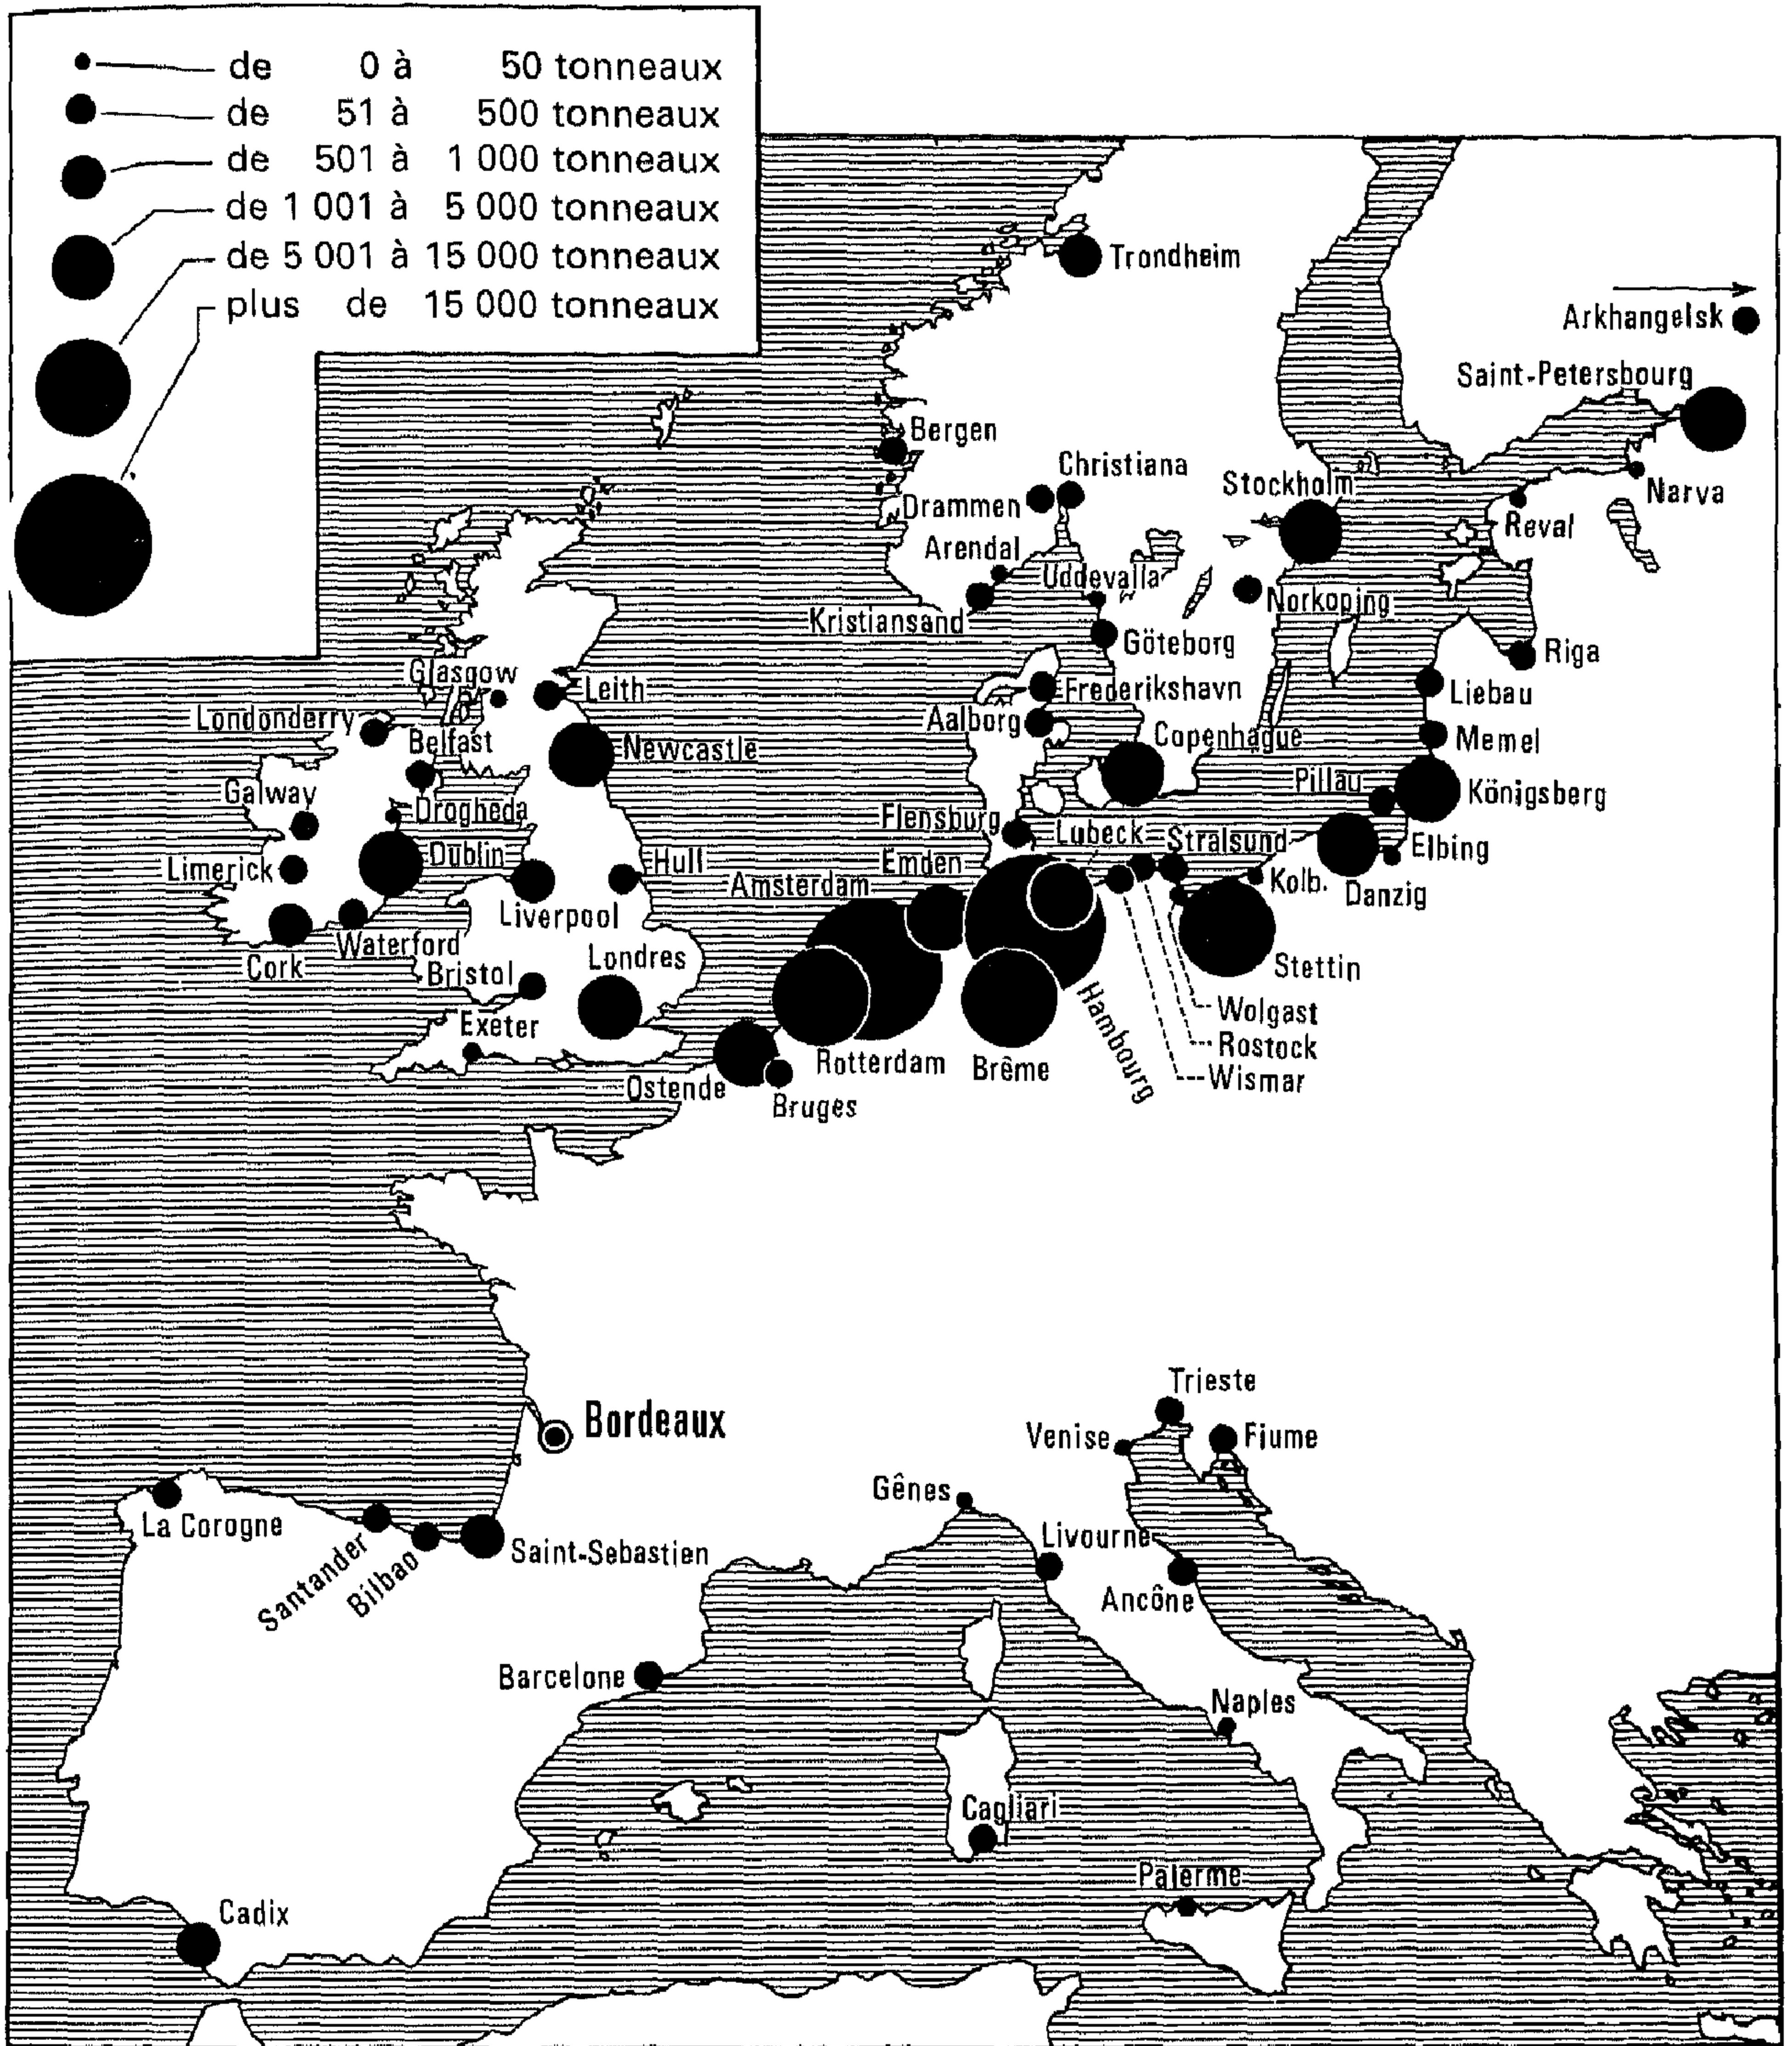 de 0 à 50 tonneaux
de 51 à 500 tonneaux
de 501 à 1 000 tonneaux
de 1 001 à 5 000 tonneaux
de 5 001 à 15 000 tonneaux
plus de 15 000 tonneaux
Trondheim
Arkhangelsk
Saint-Petersbourg
Bergen
Christiana
Stockholm
Drammen
Narva
Reval
Arendal
Uddevalla
Norkoping
Kristiansand
Göteborg
Riga
Glasgow
Leith
Frederikshavn
Liebau
Londonderry
Aalborg
Belfast
Newcastle
Copenhague
Memel
Pillau
Galway
Königsberg
Drogheda
Flensburg
Lubeck
Stralsund
Elbing
Dublin
Hull
Emden
Limerick
Amsterdam
Kolb.
Danzig
Liverpool
Waterford
Cork
Bristol
Londres
Stettin
Wolgast
Exeter
Hambourg
Rostock
Rotterdam
Brême
Wismar
Ostende
Bruges
Trieste
Bordeaux
Venise
Fiume
Gênes
La Corogne
Livourne
Saint-Sebastien
Santander
Bilbao
Ancône
Barcelone
Naples
Cagliari
Palerme
Cadix